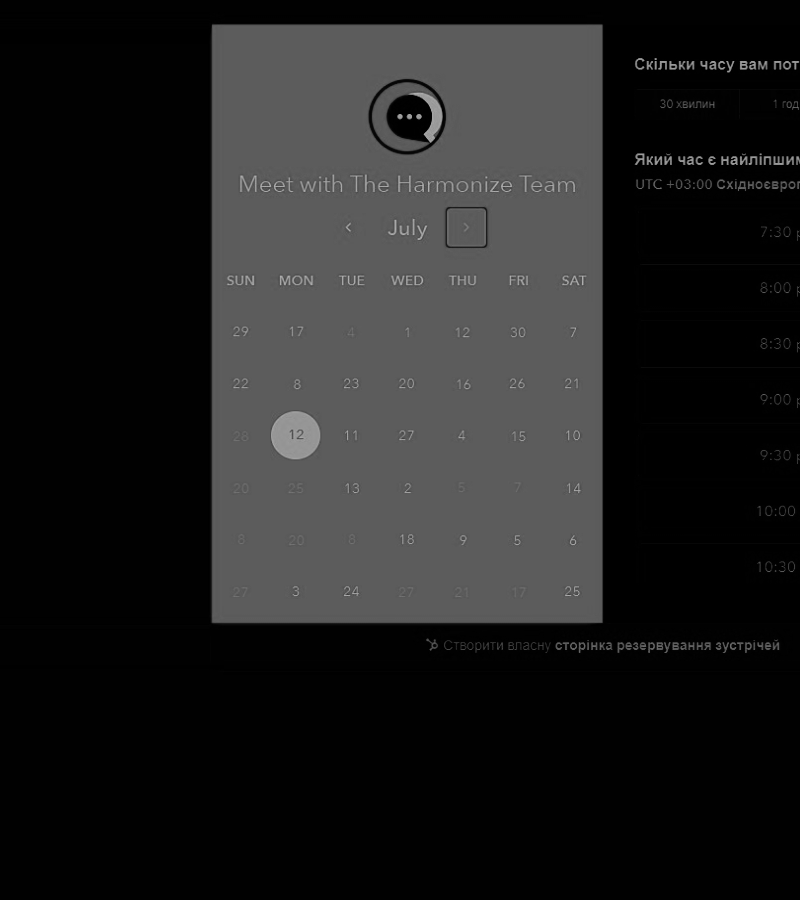 Meet with The Harmonize Team
July
SUN MON TUE WED THU FRI SAT
29 17 4 1 12 30 7
22 8 23 20 16 26 21
28 12 11 27 4 15 10
20 25 13 2 5 7 14
8 20 8 18 9 5 6
27 3 24 27 21 17 25
Скільки часу вам пот
30 хвилин 1 год
Який час є найліпшим
UTC +03:00 Східноєвроп
7:30 р
8:00 р
8:30 р
9:00 р
9:30 р
10:00
10:30
Створити власну сторінка резервування зустрічей